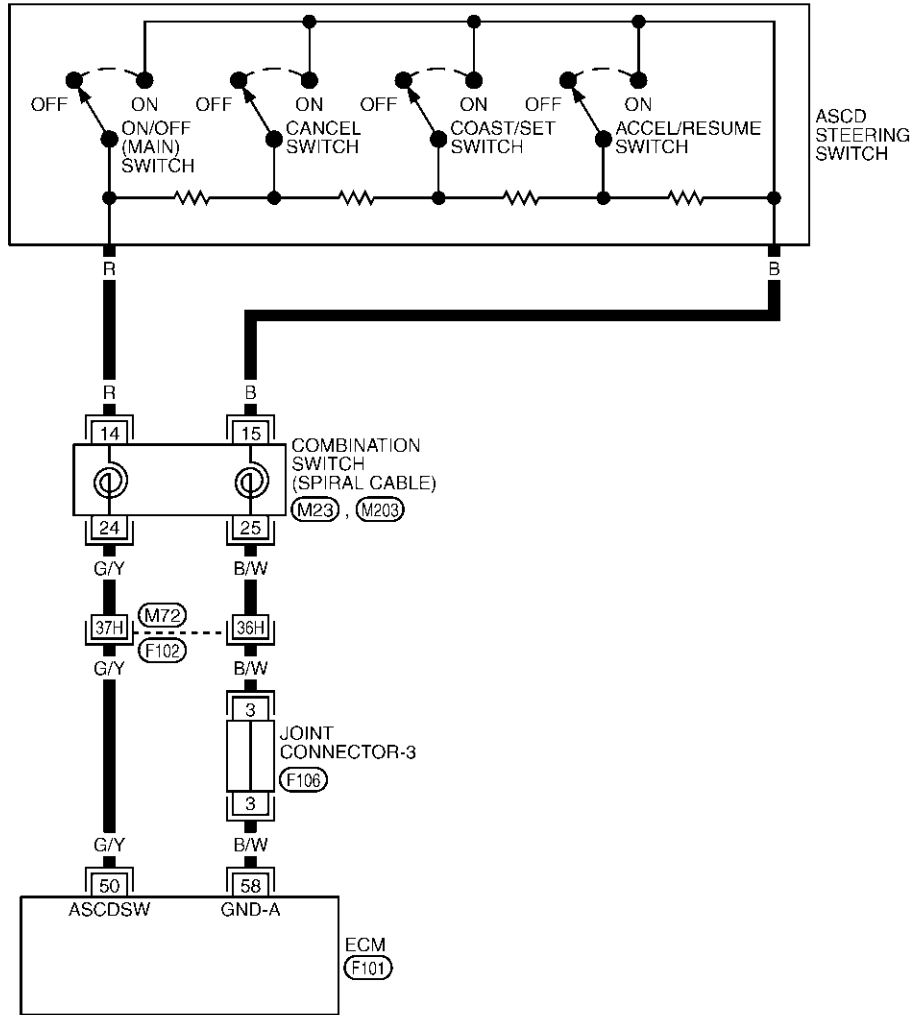 OFF ON OFF ON OFF ON OFF ON
ON/OFF
(MAIN)
SWITCH
CANCEL
SWITCH
COAST/SET
SWITCH
ACCEL/RESUME
SWITCH
ASCD
STEERING
SWITCH
R B
R B
14 15
COMBINATION
SWITCH
(SPIRAL CABLE)
M23 , M203
24 25
G/Y B/W
37H M72 36H
F102
G/Y B/W
3
JOINT
CONNECTOR-3
F106
3
G/Y B/W
50 58
ASCDSW GND-A
ECM
F101